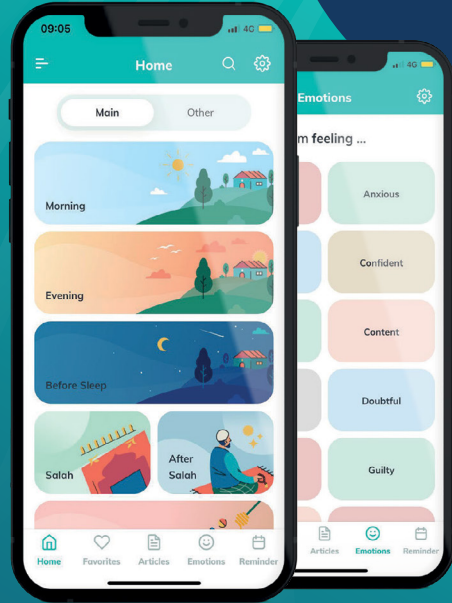 09:05
4G
Home
Main
Other
Morning
Evening
Before Sleep
Salah
After
Salah
Home
Favorites
Articles
Emotions
Reminder
4G
Emotions
m feeling ...
Anxious
Confident
Content
Doubtful
Guilty
Articles
Emotions
Reminder